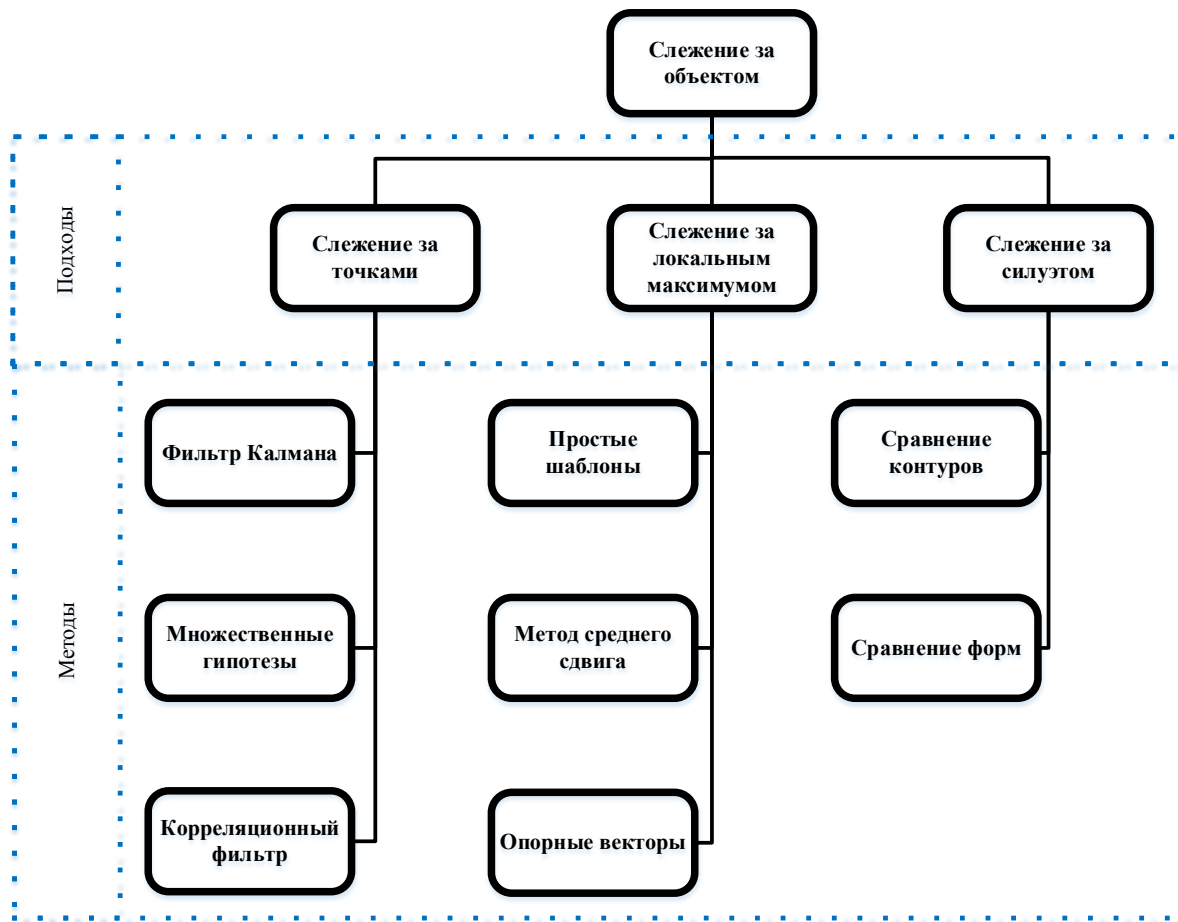 Слежение за
объектом
Подходы
Слежение за
точками
Слежение за
локальным
максимумом
Слежение за
силуэтом
Методы
Фильтр Калмана
Простые
шаблоны
Сравнение
контуров
Множественные
гипотезы
Метод среднего
сдвига
Сравнение форм
Корреляционный
фильтр
Опорные векторы